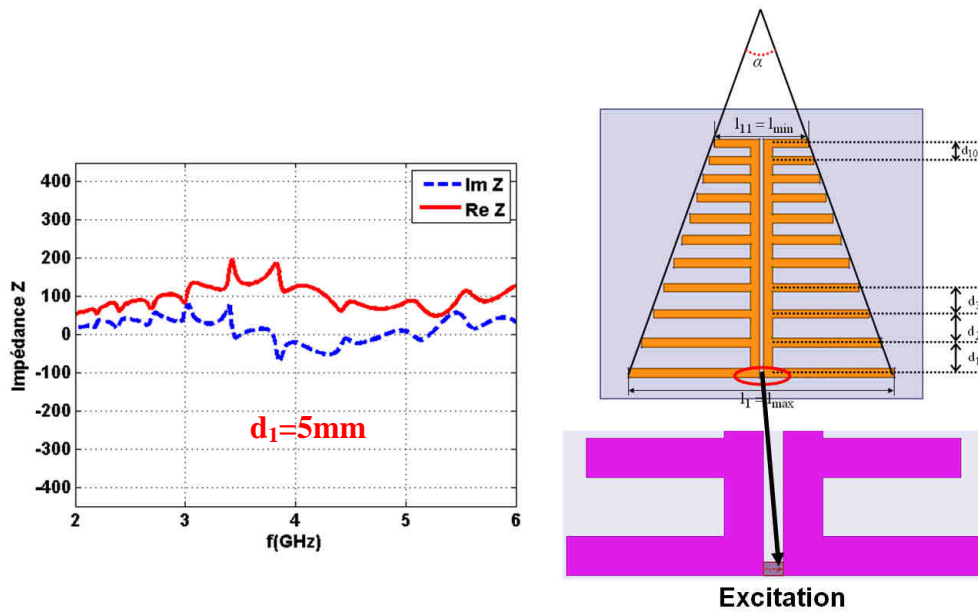 400
300
200
100
0
-100
-200
-300
-400
Impédance Z
Im Z
Re Z
d₁=5mm
2
3
4
5
6
f(GHz)
α
l₁₁ = l_min
d₁₀
d₂
d₁
l₁ = l_max
Excitation